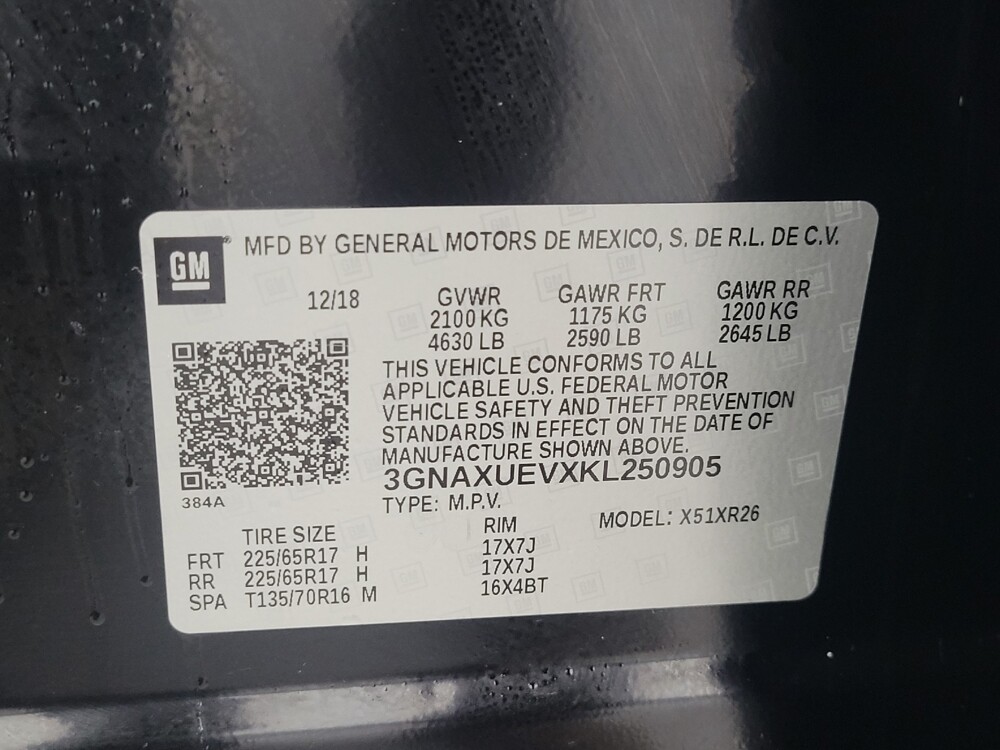 GM MFD BY GENERAL MOTORS DE MEXICO, S. DE R.L. DE C.V.
12/18 GVWR GAWR FRT GAWR RR
2100 KG 1175 KG 1200 KG
4630 LB 2590 LB 2645 LB
THIS VEHICLE CONFORMS TO ALL
APPLICABLE U.S. FEDERAL MOTOR
VEHICLE SAFETY AND THEFT PREVENTION
STANDARDS IN EFFECT ON THE DATE OF
MANUFACTURE SHOWN ABOVE.
3GNAXUEVXKL250905
384A
TYPE: M.P.V. MODEL: X51XR26
TIRE SIZE RIM
FRT 225/65R17 H 17X7J
RR 225/65R17 H 17X7J
SPA T135/70R16 M 16X4BT